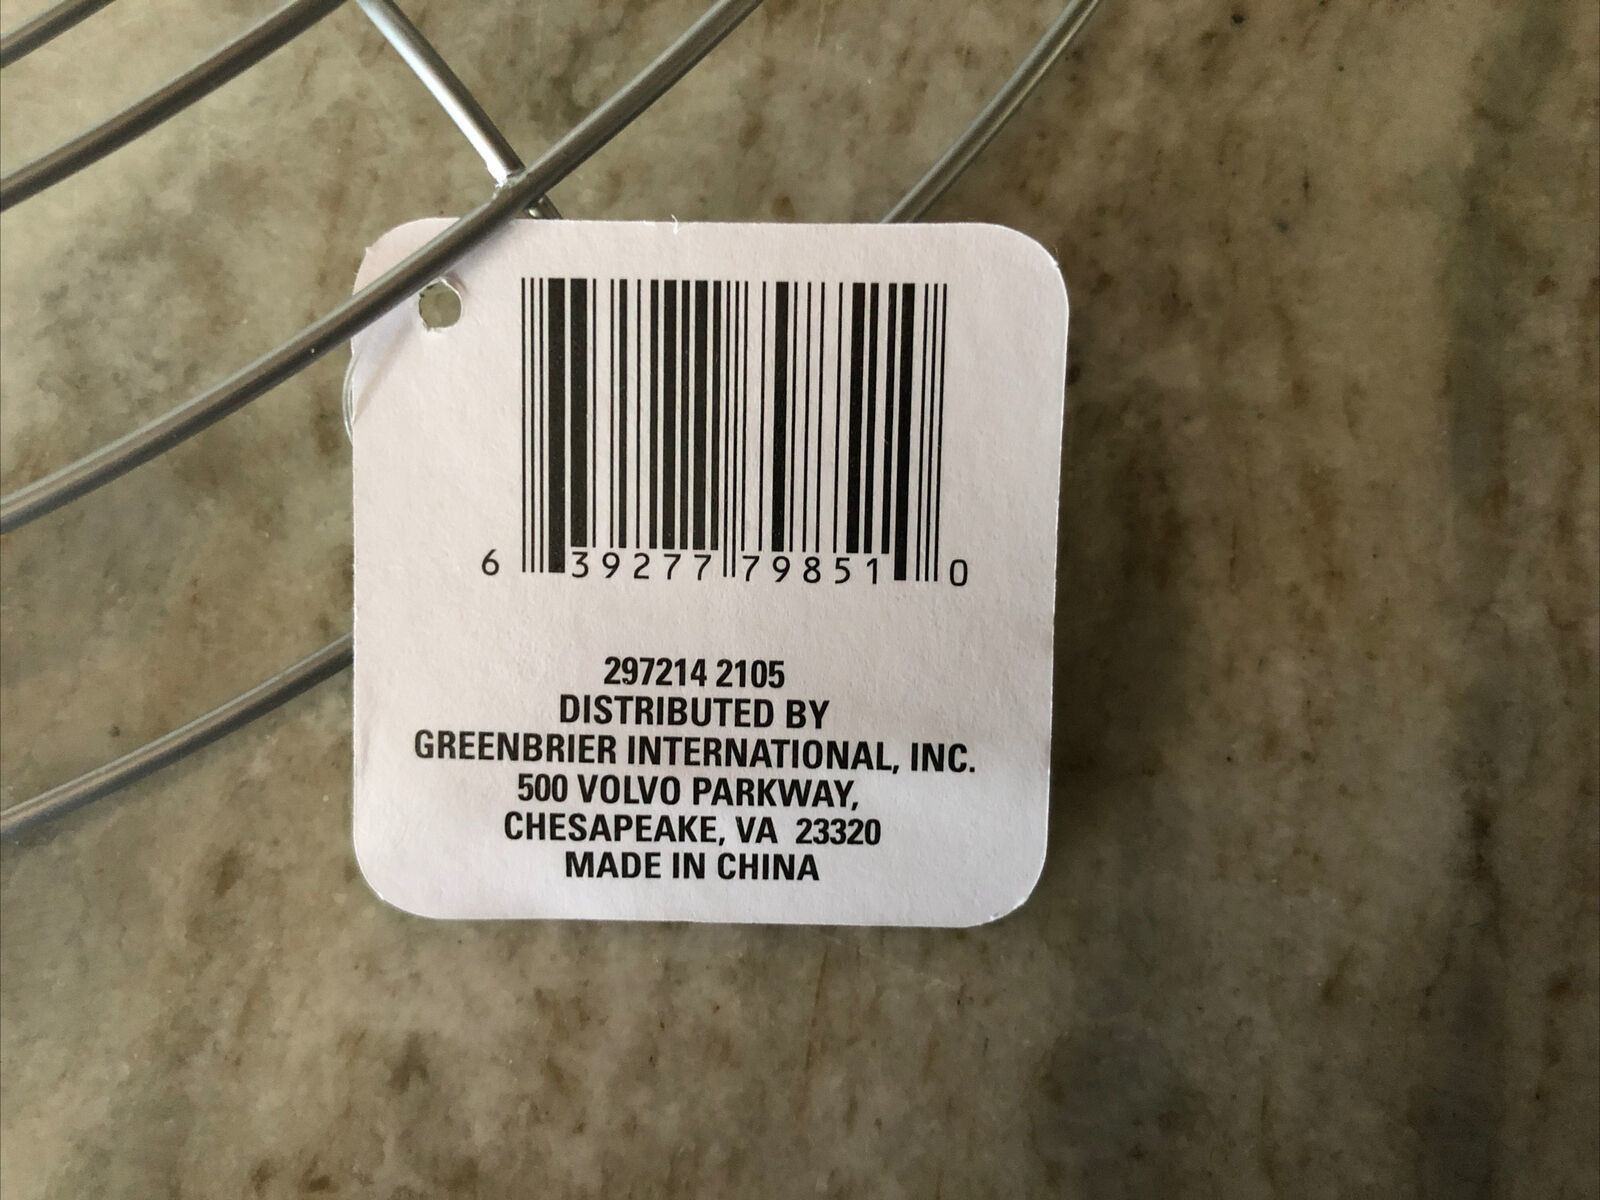 6 39277 79851 0
297214 2105
DISTRIBUTED BY
GREENBRIER INTERNATIONAL, INC.
500 VOLVO PARKWAY,
CHESAPEAKE, VA 23320
MADE IN CHINA